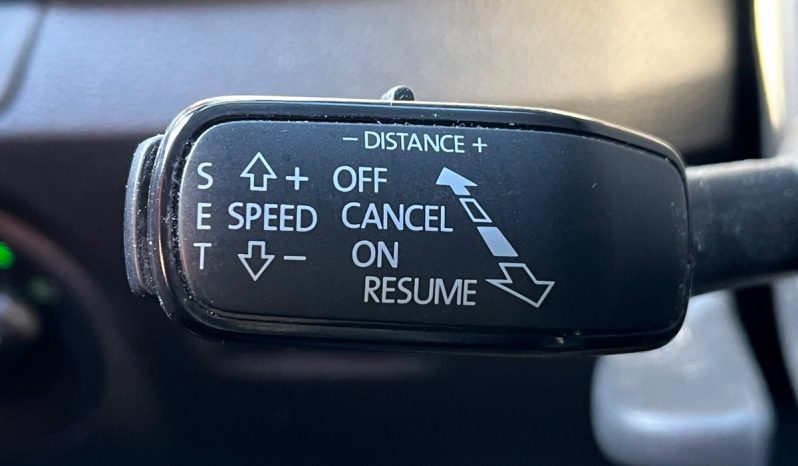 – DISTANCE +
S + OFF
E SPEED CANCEL
T – ON
RESUME